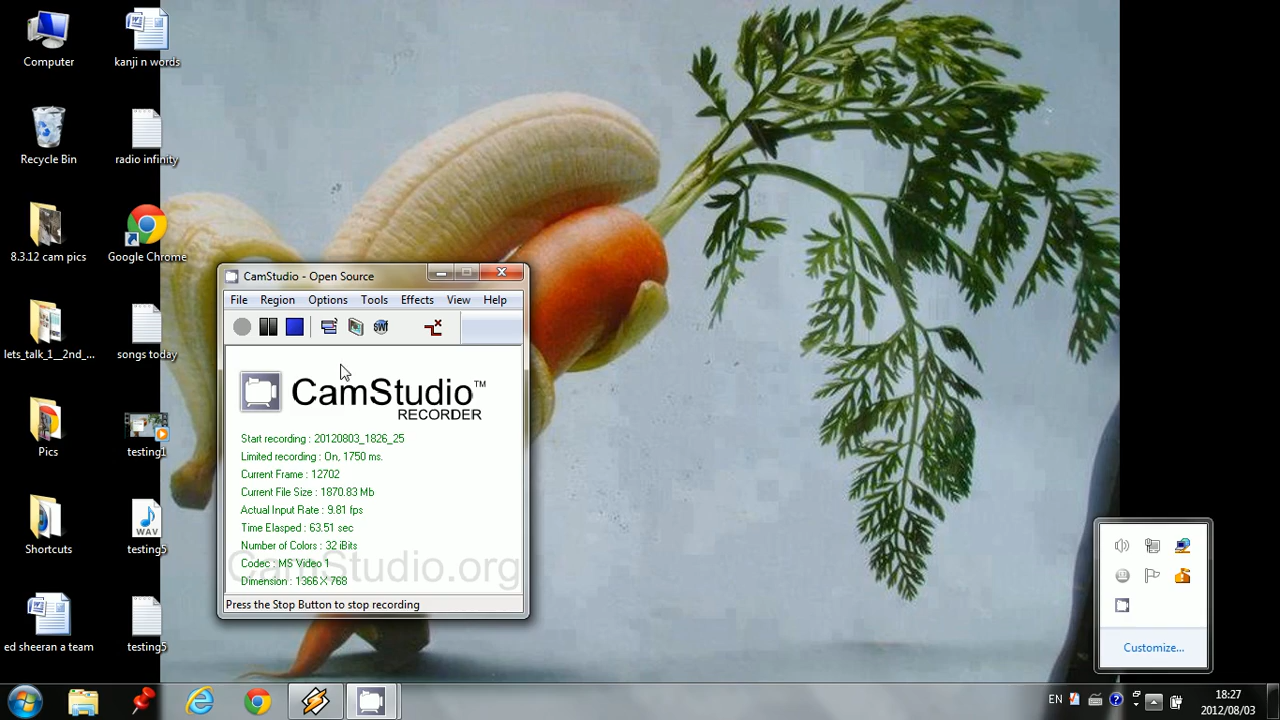 Computer
kanji n words
Recycle Bin
radio infinity
8.3.12 cam pics
Google Chrome
lets_talk_1__2nd_...
songs today
Pics
testing1
Shortcuts
WAV
testing5
ed sheeran a team
testing5
CamStudio - Open Source
File Region Options Tools Effects View Help
SWF
CamStudio™
RECORDER
Start recording : 20120803_1826_25
Limited recording : On, 1750 ms.
Current Frame : 12702
Current File Size : 1870.83 Mb
Actual Input Rate : 9.81 fps
Time Elasped : 63.51 sec
Number of Colors : 32 iBits
CamStudio.org
Codec : MS Video 1
Dimension : 1366 X 768
Press the Stop Button to stop recording
Customize...
EN
18:27
2012/08/03